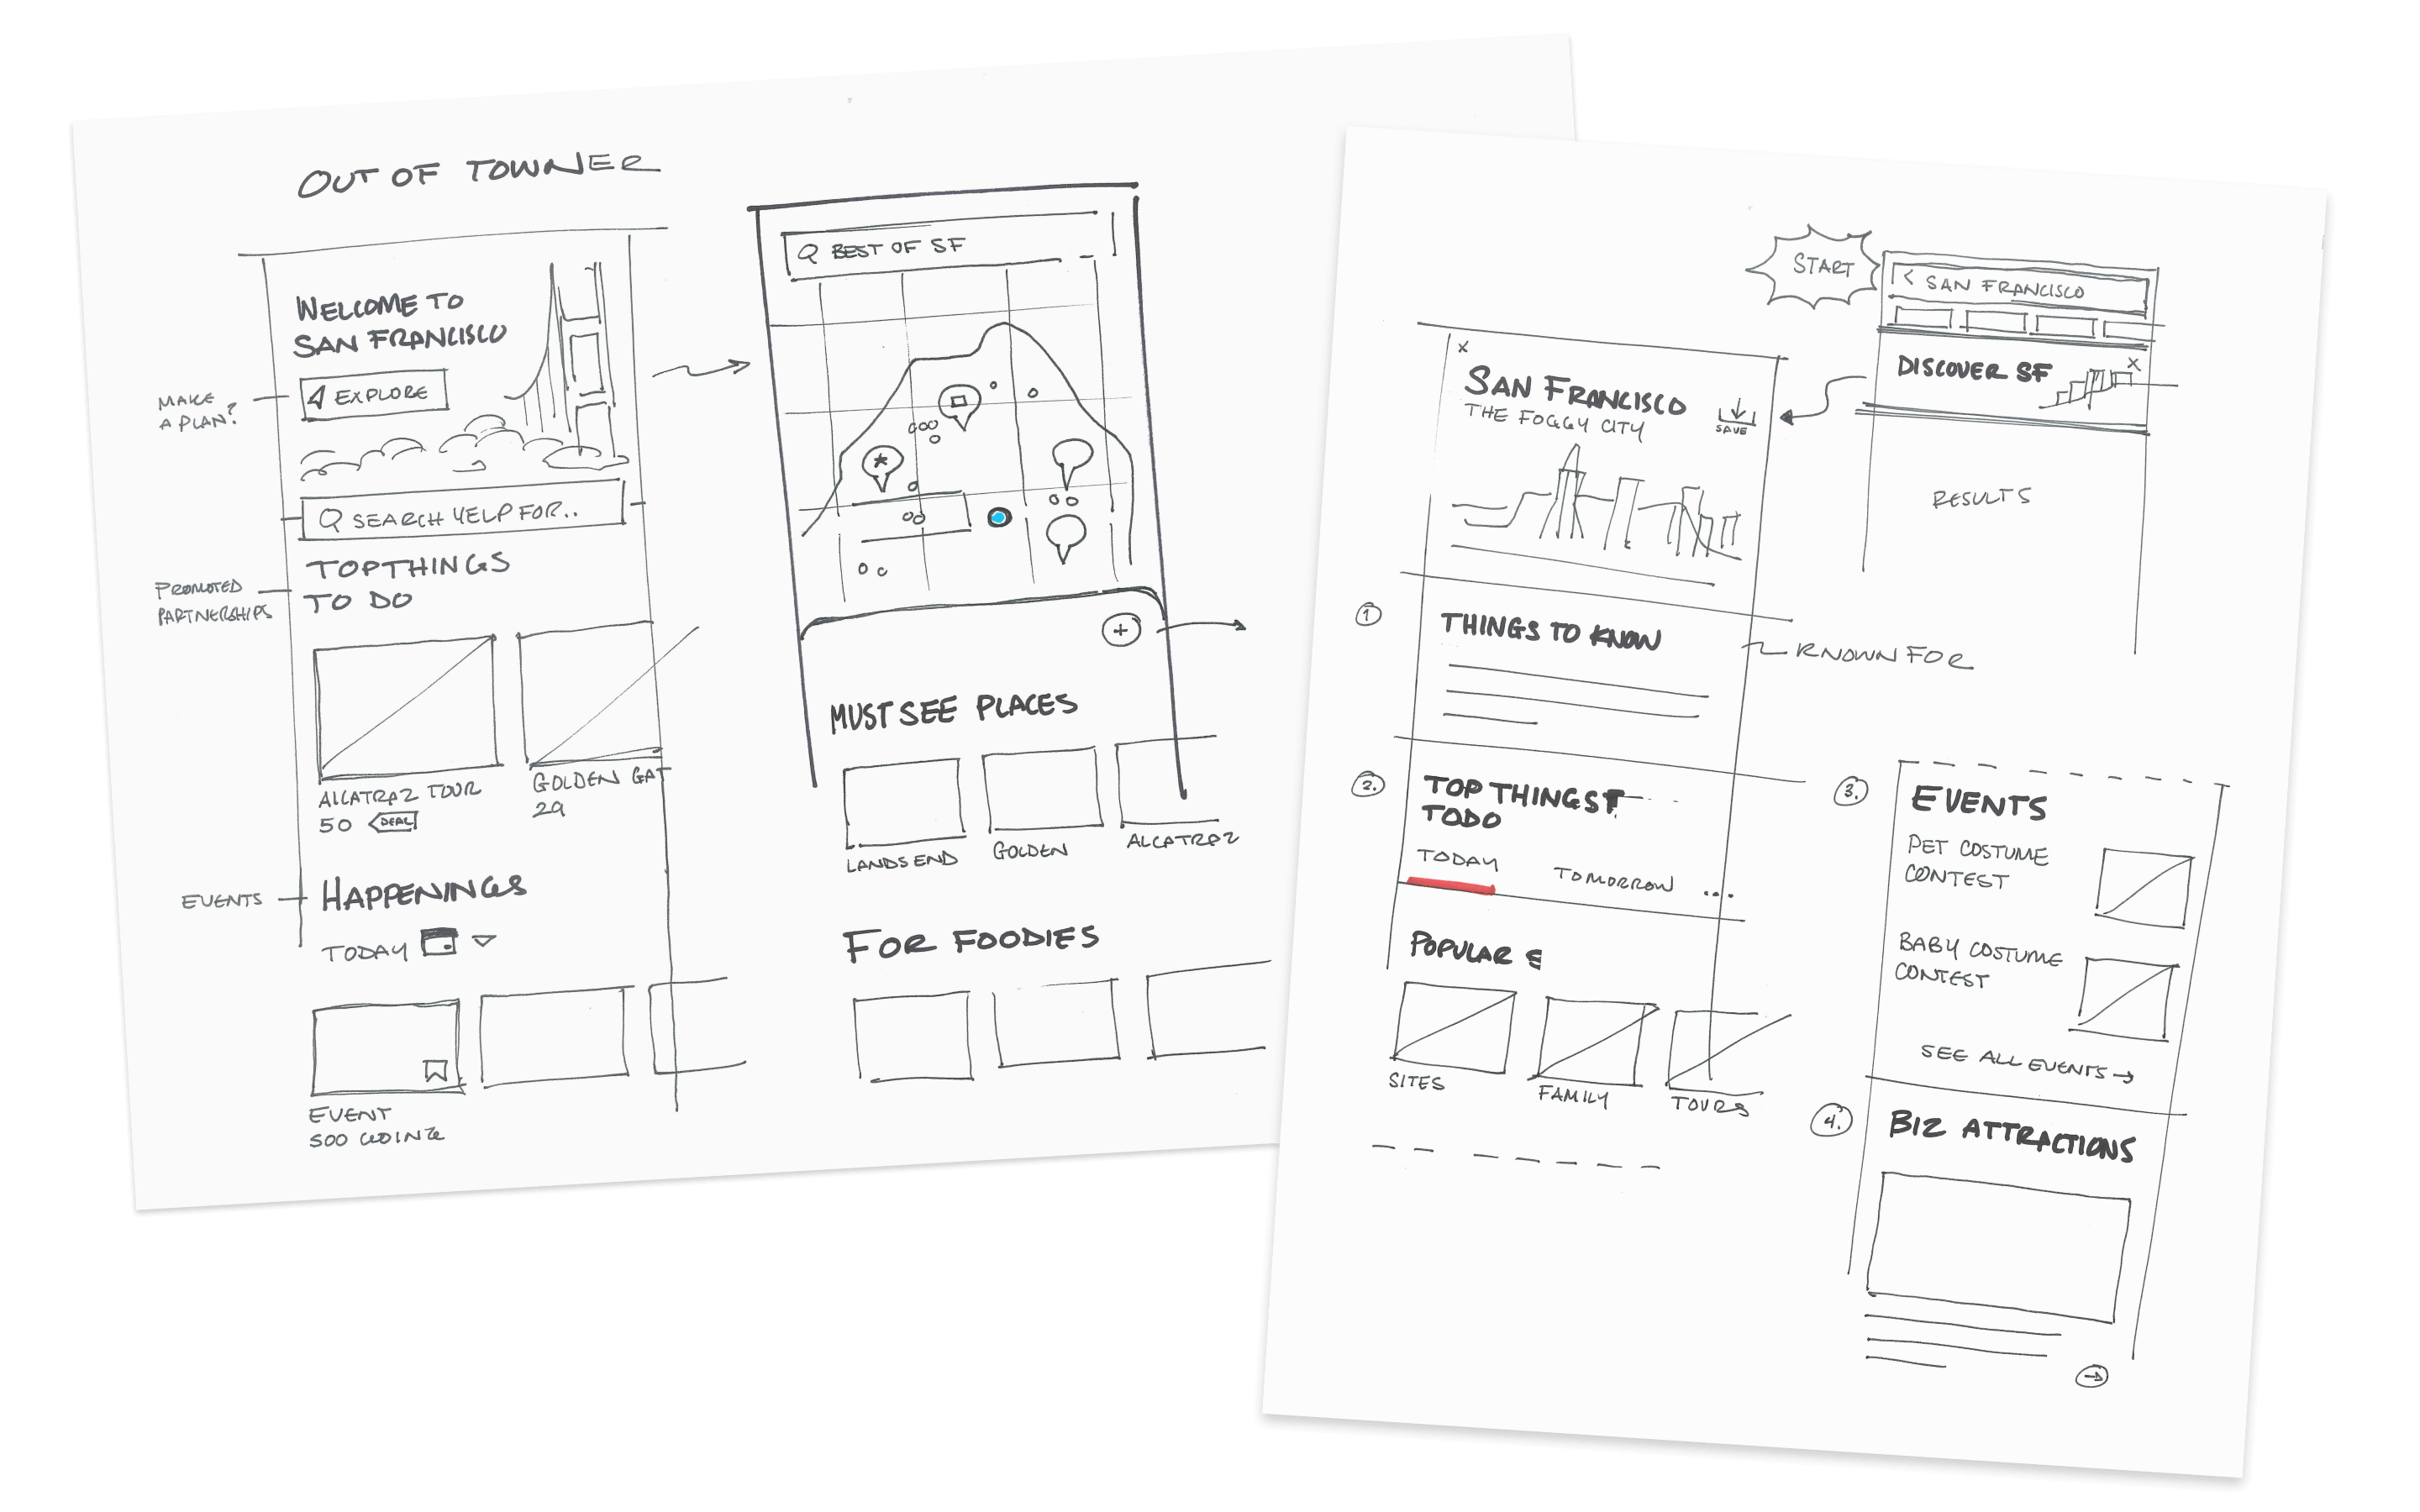 OUT OF TOWNER
WELCOME TO
SAN FRANCISCO
EXPLORE
MAKE
A PLAN?
SEARCH YELP FOR..
TOP THINGS
TO DO
PROMOTED
PARTNERSHIPS
ALCATRAZ TOUR
50 DEAL
GOLDEN GAT
29
EVENTS
HAPPENINGS
TODAY
EVENT
500 GOING
BEST OF SF
MUST SEE PLACES
LANDS END
GOLDEN
ALCATRAZ
FOR FOODIES
START
< SAN FRANCISCO
DISCOVER SF
X
RESULTS
X
SAN FRANCISCO
THE FOGGY CITY
SAVE
1
THINGS TO KNOW
KNOWN FOR
2.
TOP THINGS T
TODO
TODAY
TOMORROW ...
POPULAR E
SITES
FAMILY
TOURS
3.
EVENTS
PET COSTUME
CONTEST
BABY COSTUME
CONTEST
SEE ALL EVENTS →
4.
BIZ ATTRACTIONS